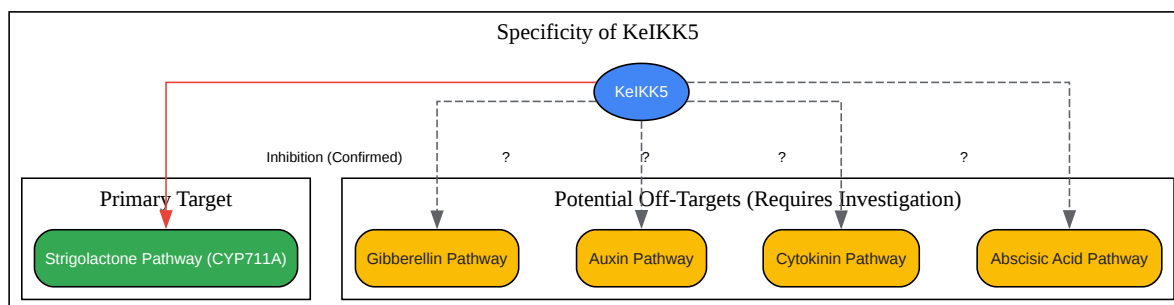 Specificity of KeIKK5
KeIKK5
Inhibition (Confirmed)
?
?
?
?
Primary Target
Potential Off-Targets (Requires Investigation)
Strigolactone Pathway (CYP711A)
Gibberellin Pathway
Auxin Pathway
Cytokinin Pathway
Abscisic Acid Pathway